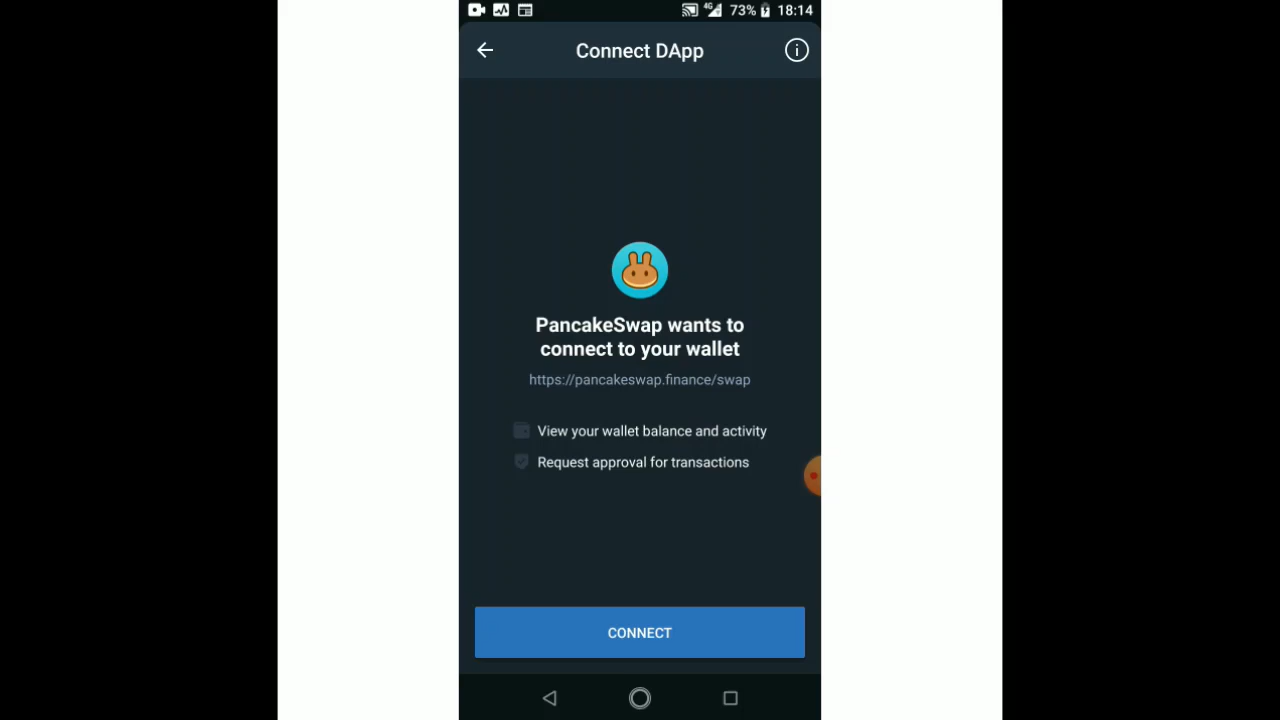 4G 73% 18:14
Connect DApp
PancakeSwap wants to
connect to your wallet
https://pancakeswap.finance/swap
View your wallet balance and activity
Request approval for transactions
CONNECT